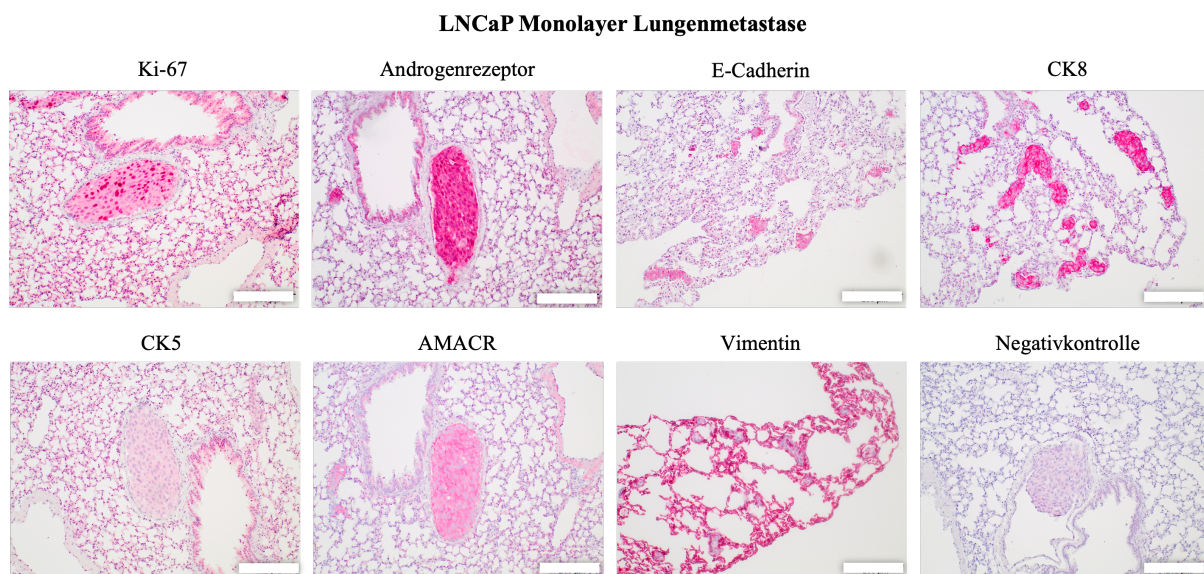 LNCaP Monolayer Lungenmetastase
Ki-67
Androgenrezeptor
E-Cadherin
CK8
CK5
AMACR
Vimentin
Negativkontrolle